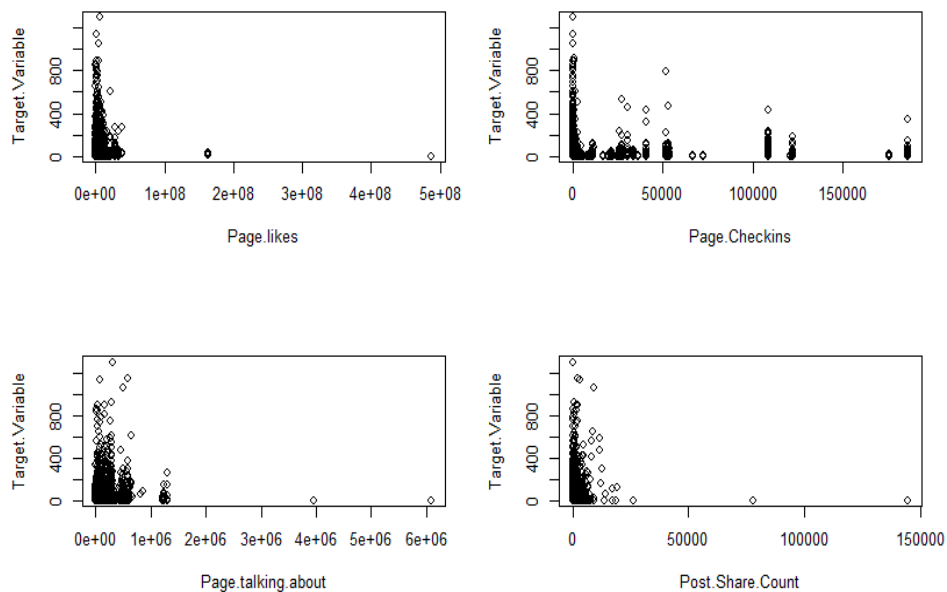 Target.Variable
0 400 800
0e+00 1e+08 2e+08 3e+08 4e+08 5e+08
Page.likes
Target.Variable
0 400 800
0 50000 100000 150000
Page.Checkins
Target.Variable
0 400 800
0e+00 1e+06 2e+06 3e+06 4e+06 5e+06 6e+06
Page.talking.about
Target.Variable
0 400 800
0 50000 100000 150000
Post.Share.Count